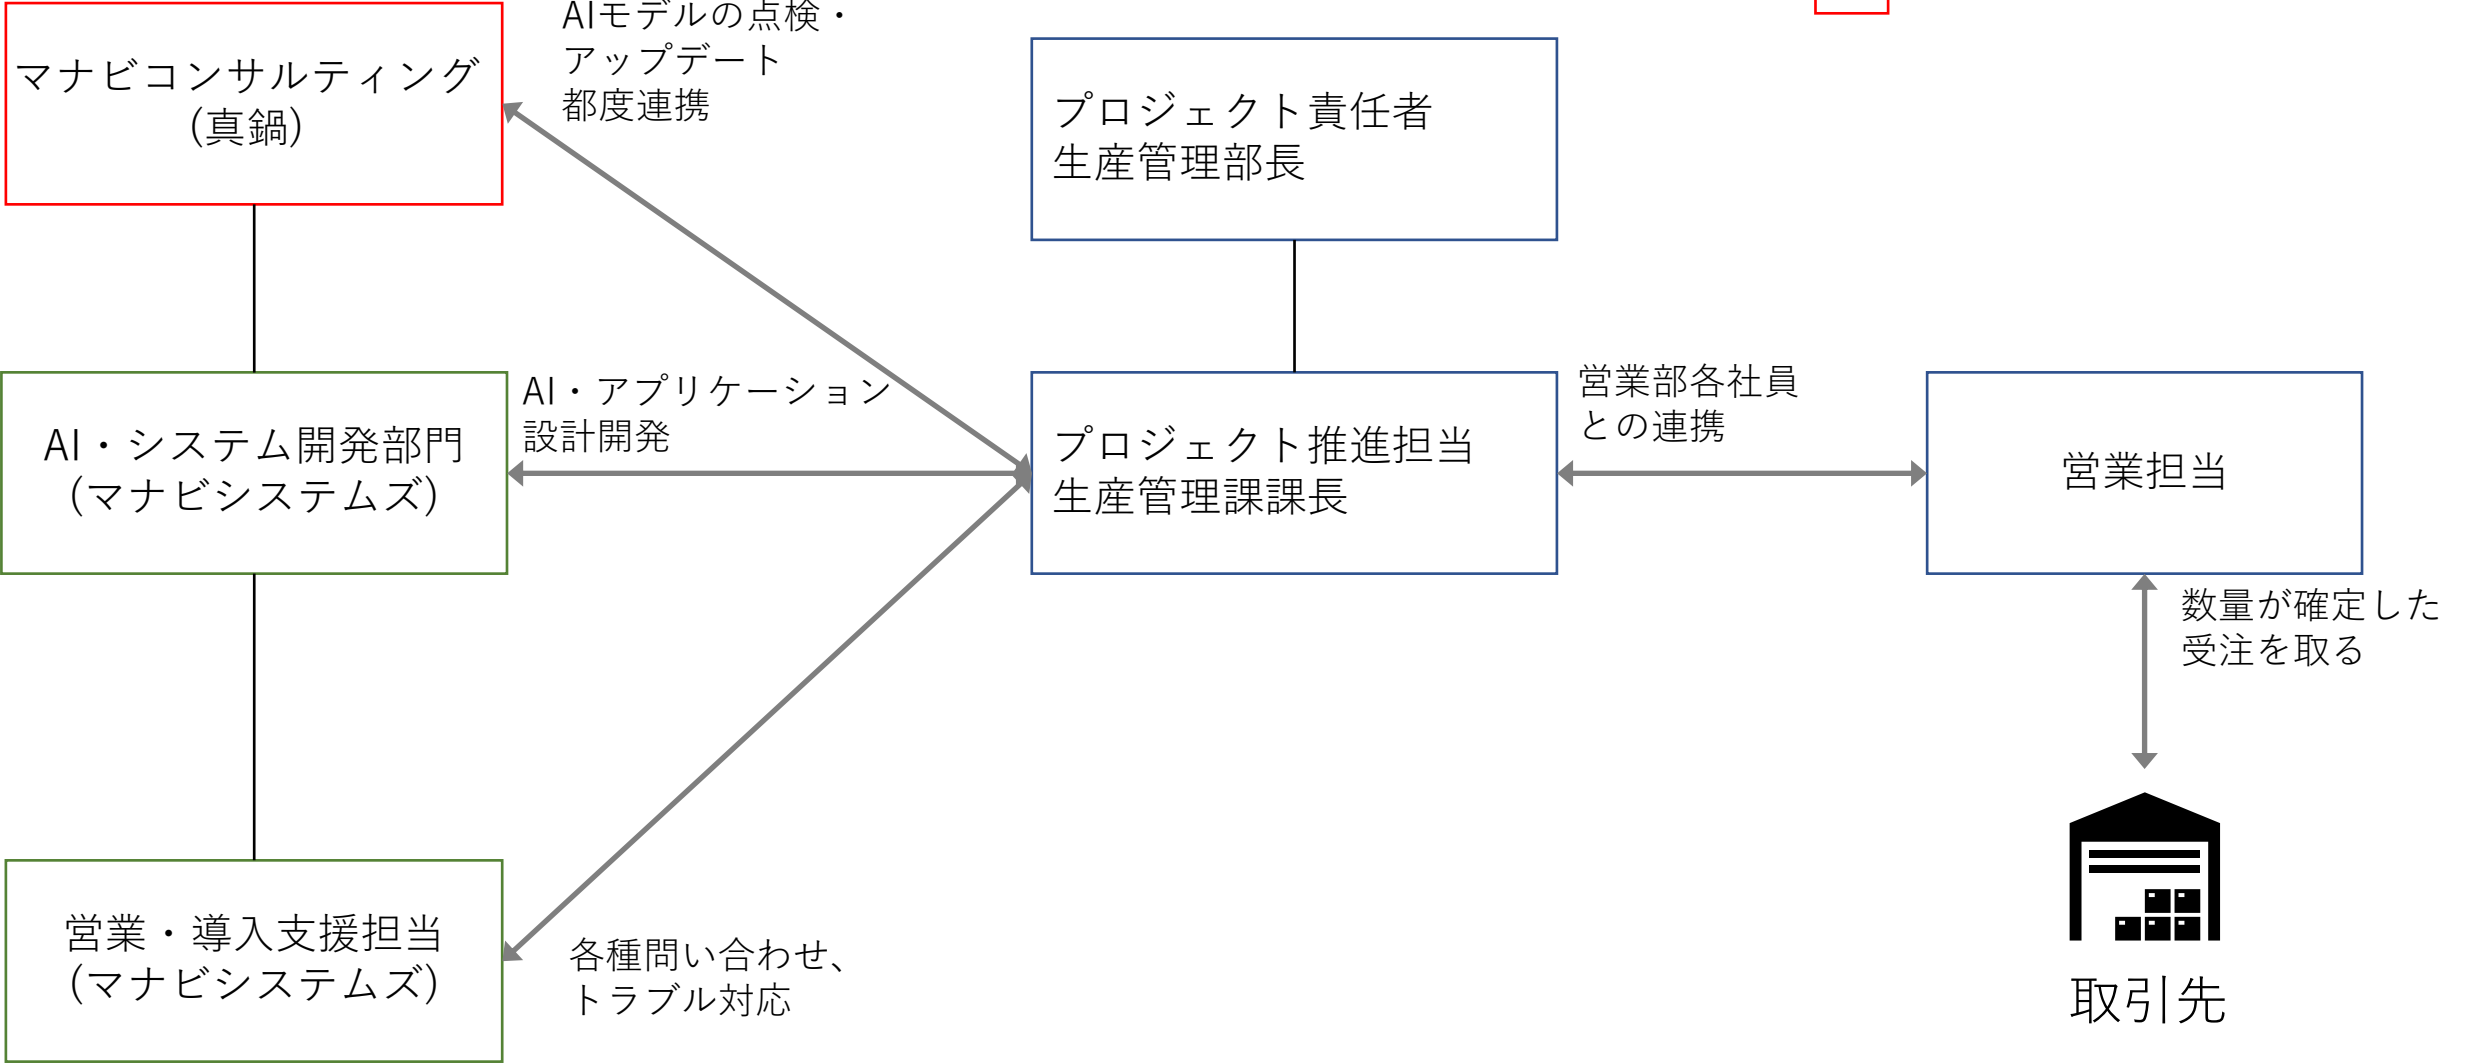 AIモデルの点検・
アップデート
都度連携
マナビコンサルティング
(真鍋)
プロジェクト責任者
生産管理部長
AI・アプリケーション
設計開発
AI・システム開発部門
(マナビシステムズ)
プロジェクト推進担当
生産管理課課長
営業部各社員
との連携
営業担当
数量が確定した
受注を取る
営業・導入支援担当
(マナビシステムズ)
各種問い合わせ、
トラブル対応
取引先